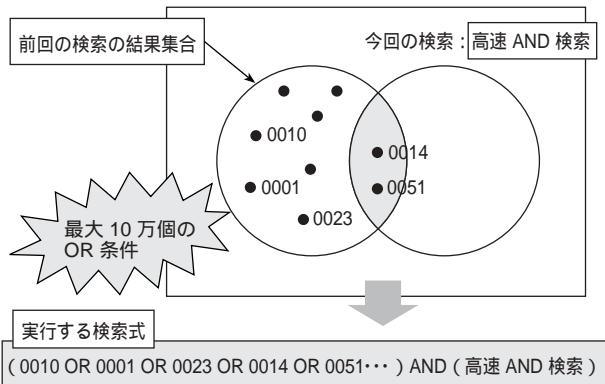 前回の検索の結果集合
今回の検索：高速 AND 検索
0010
0014
0001
0051
0023
最大 10 万個の
OR 条件
実行する検索式
（0010 OR 0001 OR 0023 OR 0014 OR 0051･･･）AND（高速 AND 検索）